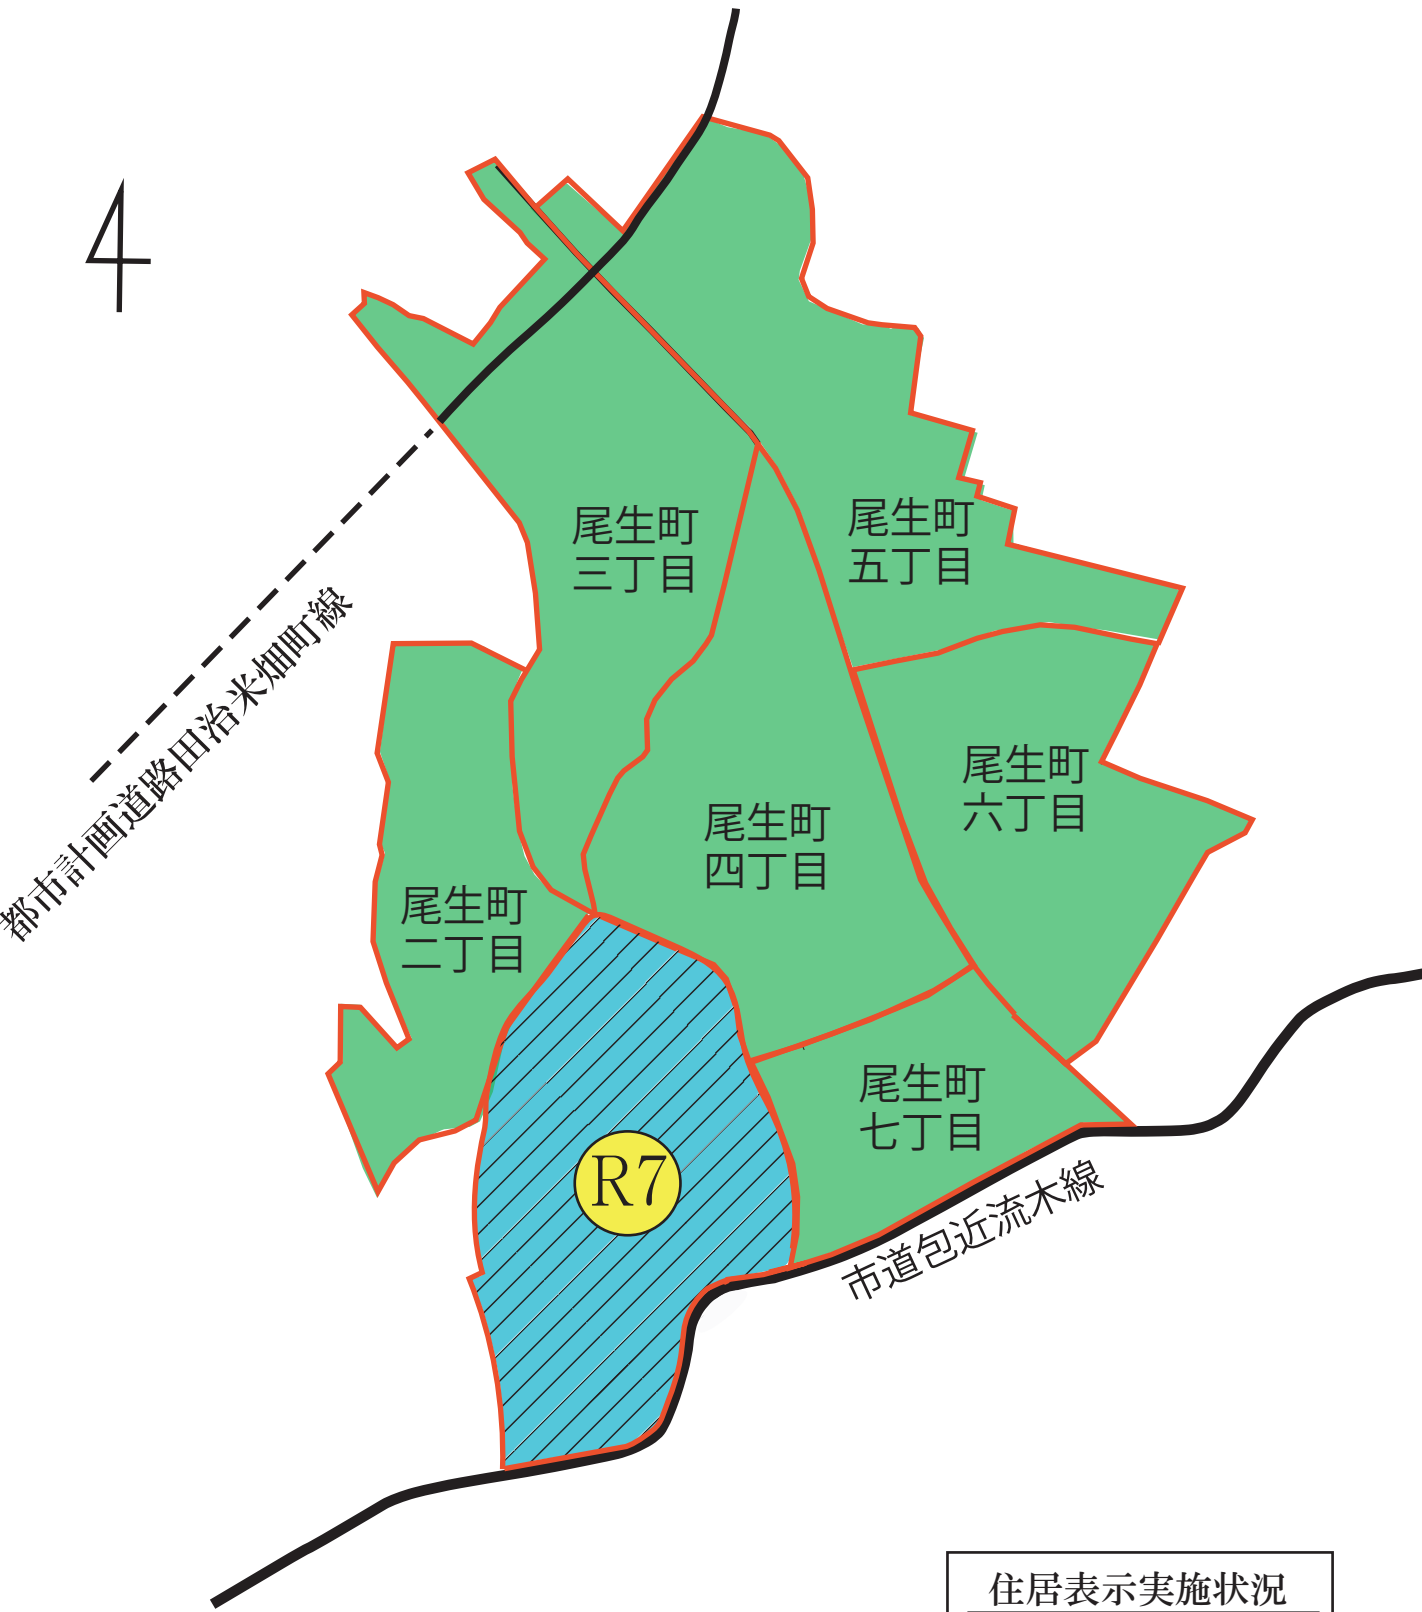 尾生町
三丁目
尾生町
五丁目
都市計画道路田治米畑町線
尾生町
六丁目
尾生町
四丁目
尾生町
二丁目
尾生町
七丁目
R7
市道包近流木線
住居表示実施状況